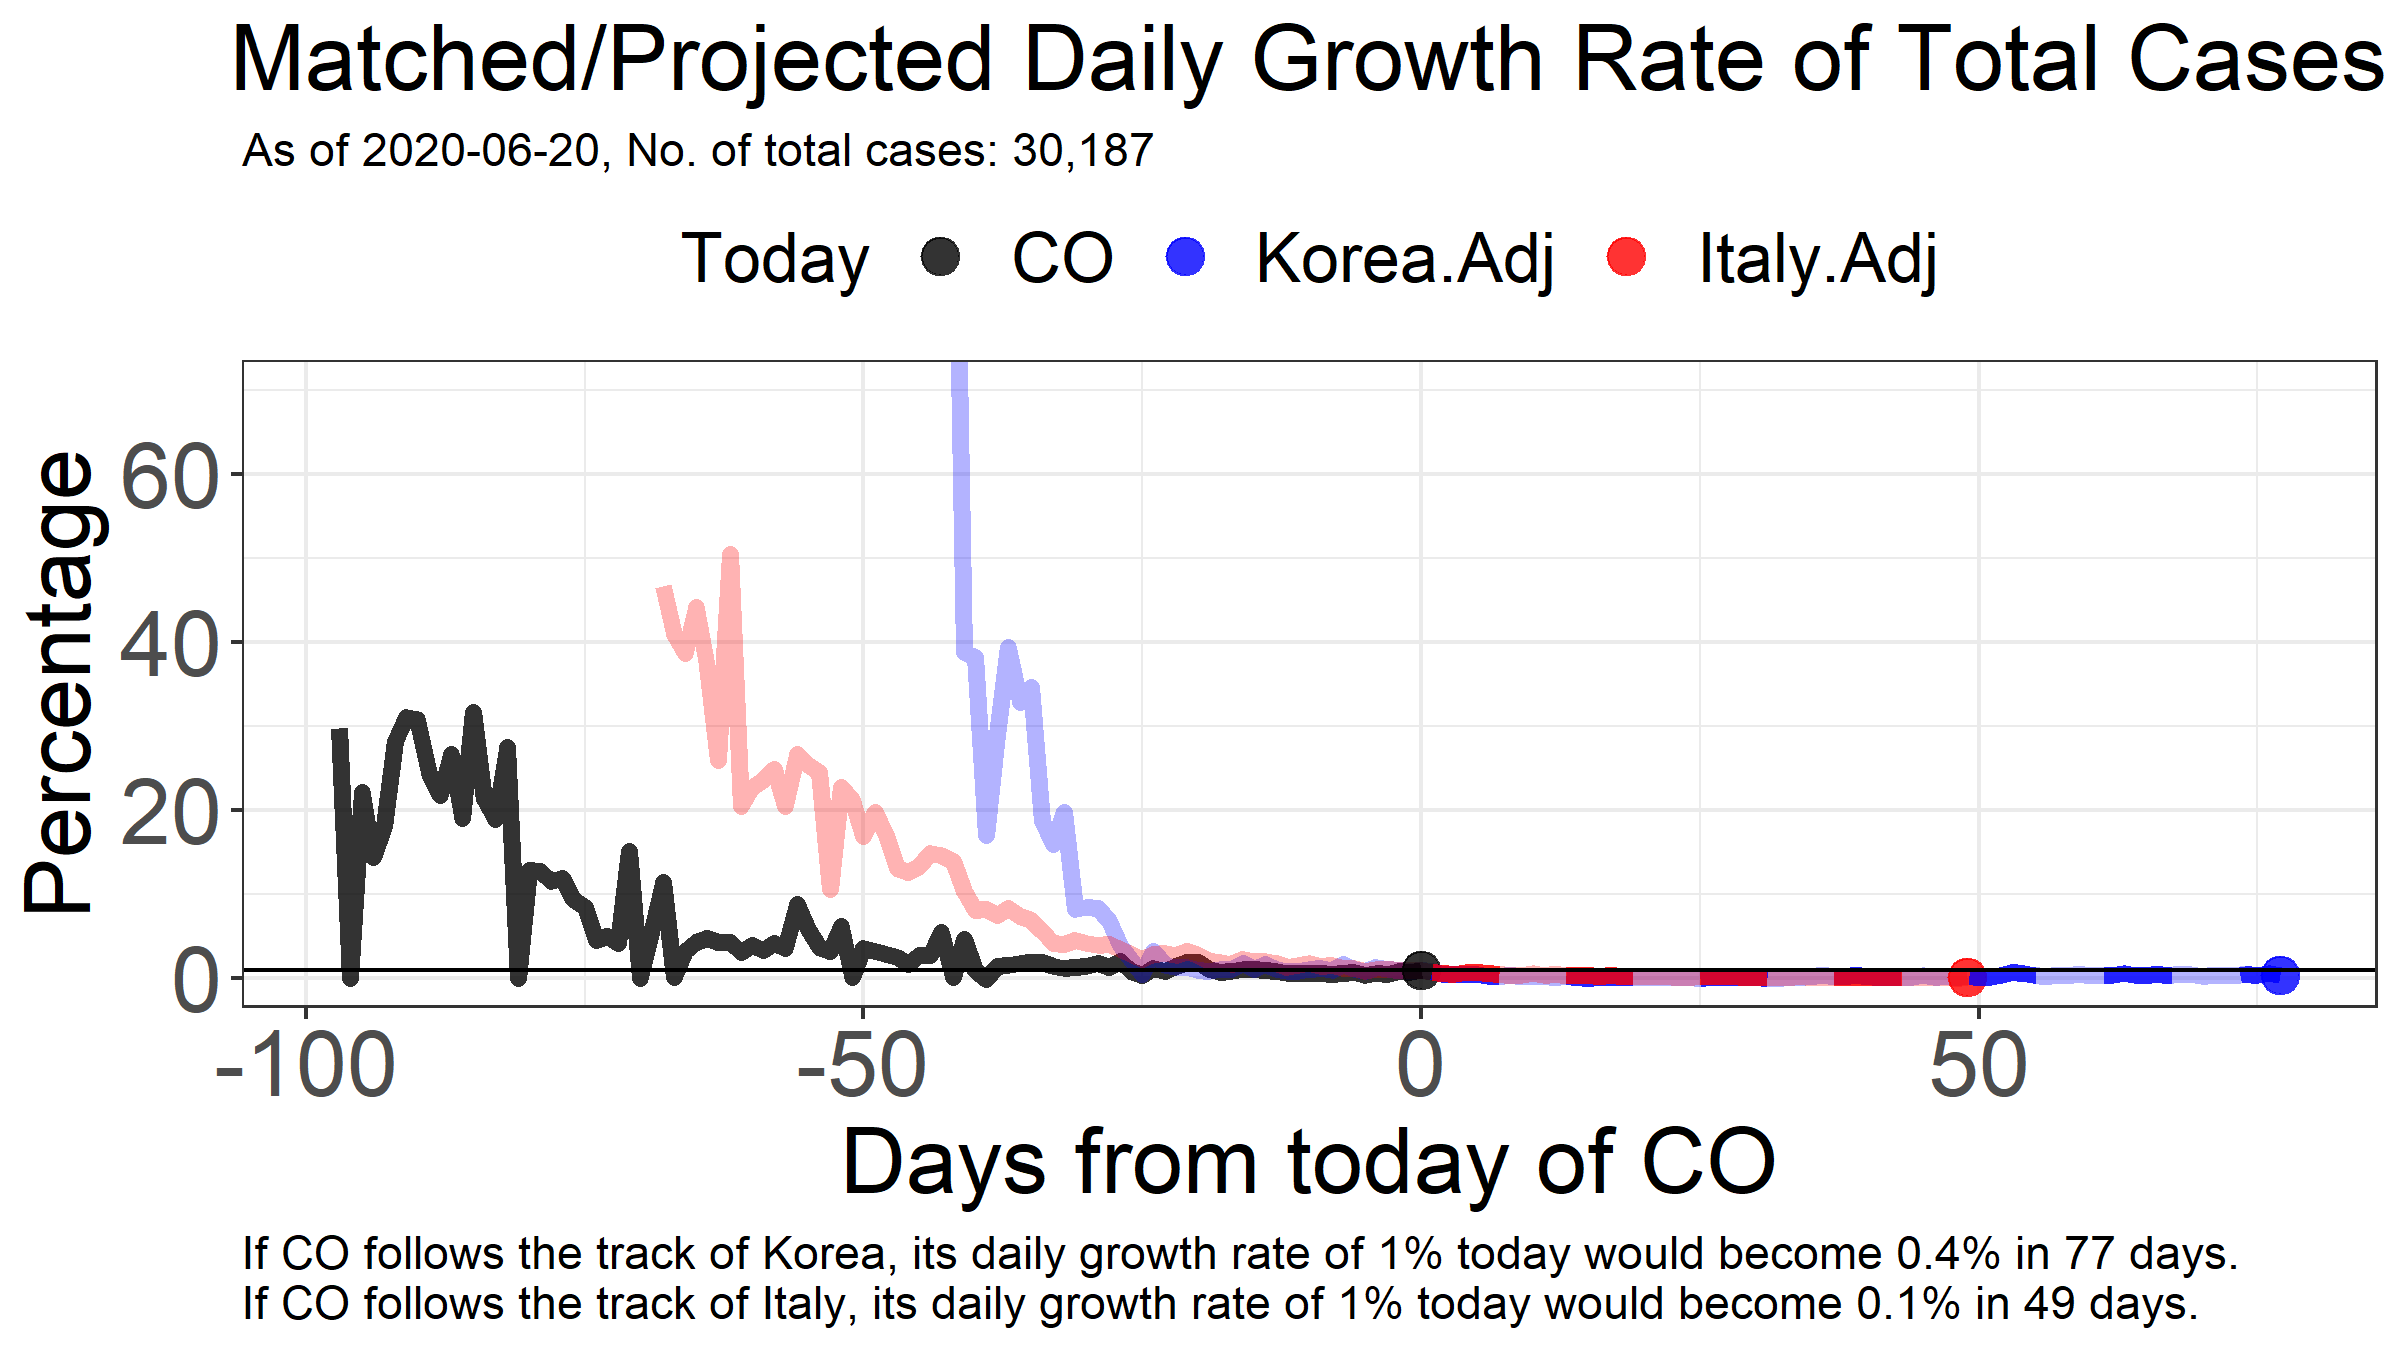 Matched/Projected Daily Growth Rate of Total Cases
As of 2020-06-20, No. of total cases: 30,187
Today CO Korea.Adj Italy.Adj
Percentage
60
40
20
0
-100 -50 0 50
Days from today of CO
If CO follows the track of Korea, its daily growth rate of 1% today would become 0.4% in 77 days.
If CO follows the track of Italy, its daily growth rate of 1% today would become 0.1% in 49 days.